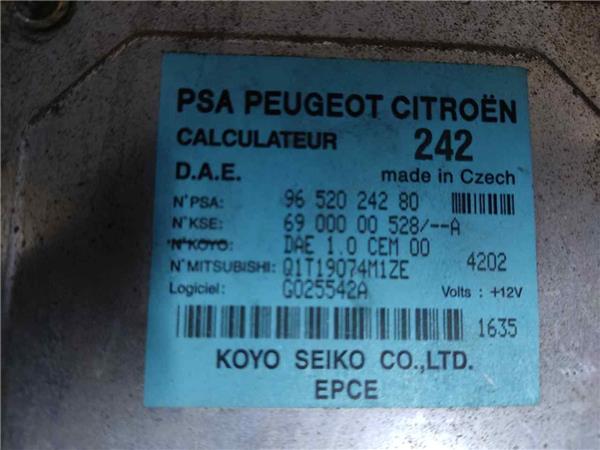 PSA PEUGEOT CITROËN
CALCULATEUR 242
D.A.E. made in Czech
N°PSA: 96 520 242 80
N°KSE: 69 000 00 528/--A
N°KOYO: DAE 1.0 CEM 00
N°MITSUBISHI: Q1T19074M1ZE 4202
Logiciel: G025542A Volts : +12V
1635
KOYO SEIKO CO.,LTD.
EPCE